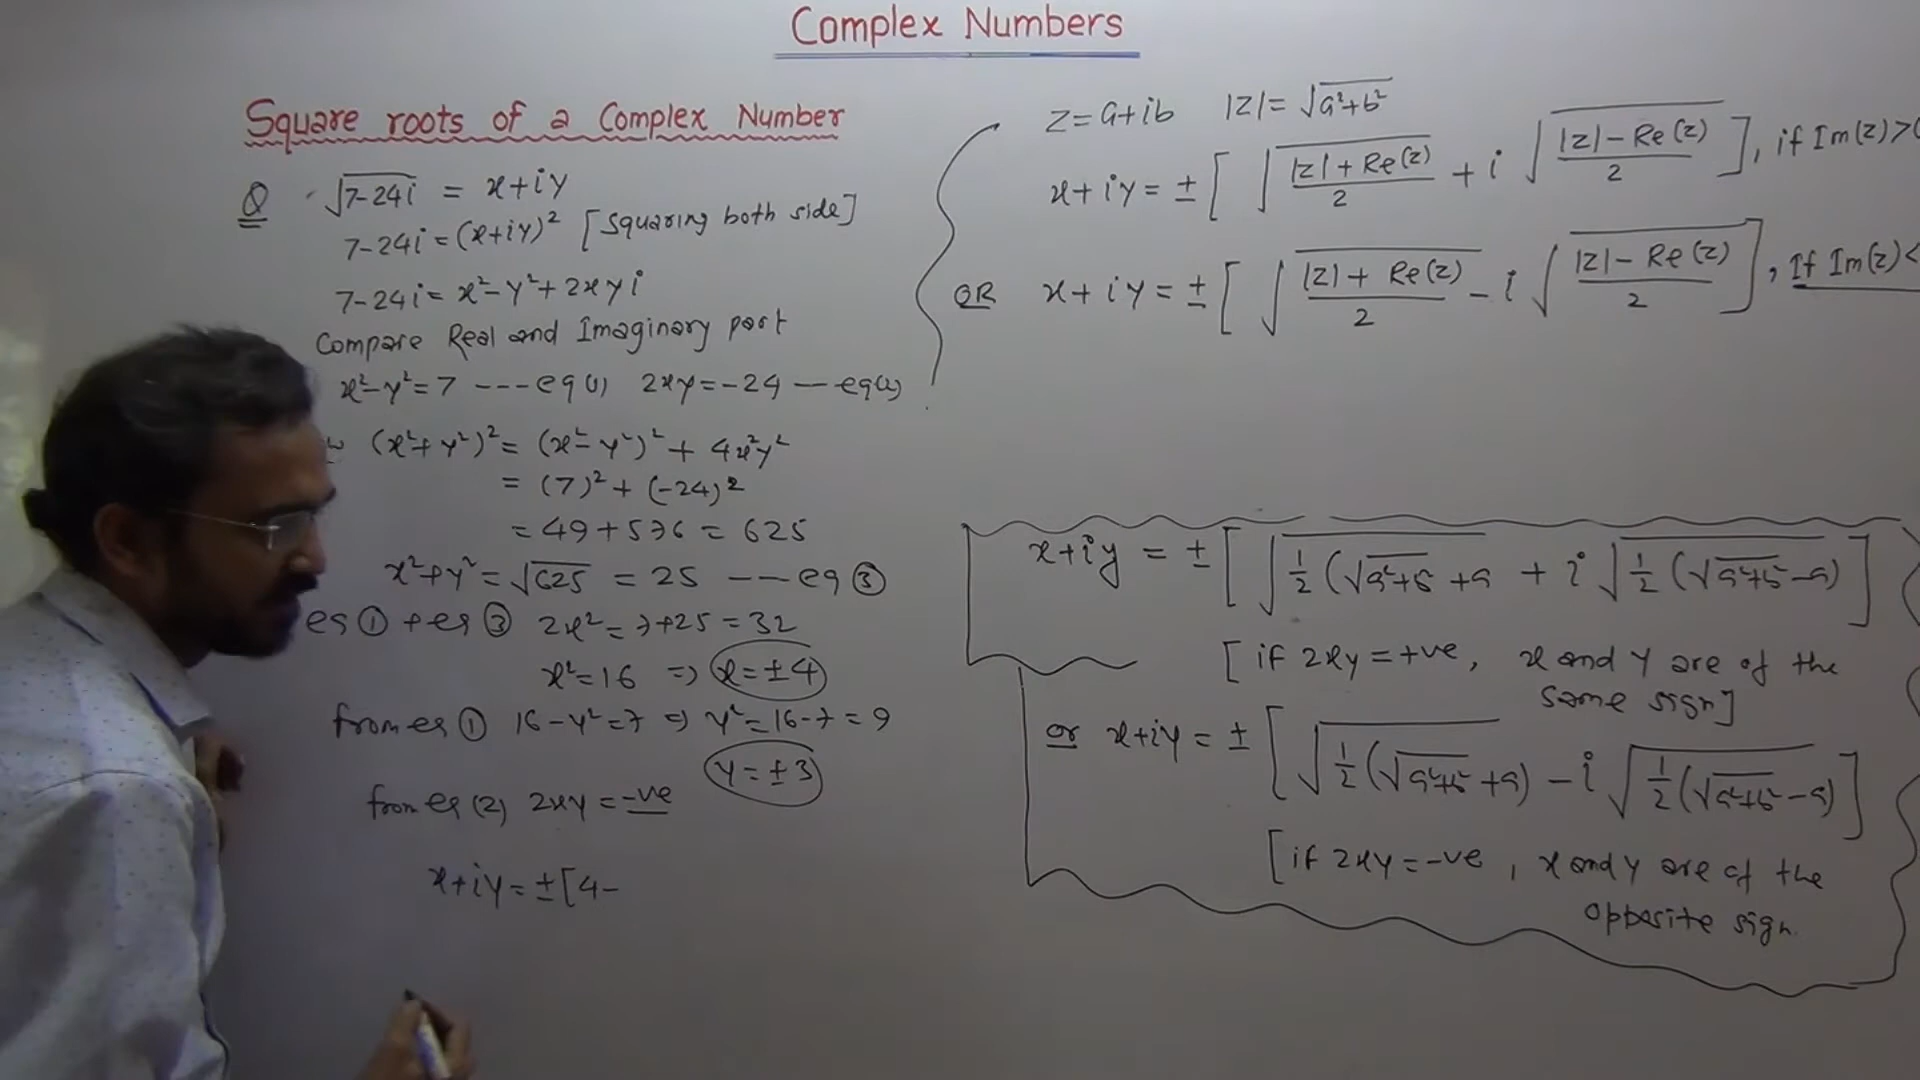 Complex Numbers
Square roots of a Complex Number
Q √7-24i = x+iy
7-24i = (x+iy)² [Squaring both side]
7-24i = x²-y²+2xyi
Compare Real and Imaginary part
x²-y²=7 --- eq(1) 2xy=-24 — eq(2)
(x²+y²)² = (x²-y²)² + 4x²y²
= (7)² + (-24)²
= 49+576 = 625
x²+y² = √625 = 25 -- eq ③
eq ① + eq ③ 2x² = 7+25 = 32
x²=16 ⇒ x=±4
from eq ① 16-y²=7 ⇒ y²=16-7=9
y=±3
from eq (2) 2xy = -ve
x+iy = ±[4-
z=a+ib |z|= √a²+b²
x+iy = ± [ √|z|+Re(z)/2 + i √|z|-Re(z)/2 ], if Im(z)>
OR x+iy = ± [ √|z|+Re(z)/2 - i √|z|-Re(z)/2 ], If Im(z)<
x+iy = ± [ √1/2 (√a²+b² +a + i √1/2 (√a²+b²-a) ]
[if 2xy=+ve, x and y are of the
same sign]
or x+iy = ± [ √1/2 (√a²+b² +a) - i √1/2 (√a²+b²-a) ]
[if 2xy=-ve, x and y are of the
opposite sign.